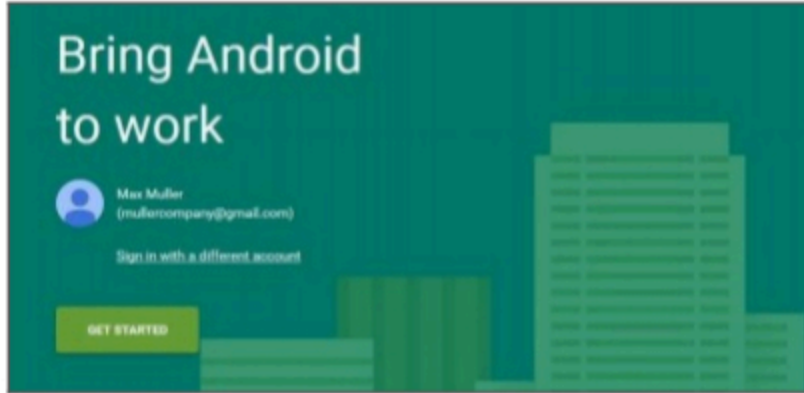 Bring Android
to work
Max Muller
(mullercompany@gmail.com)
Sign in with a different account
GET STARTED